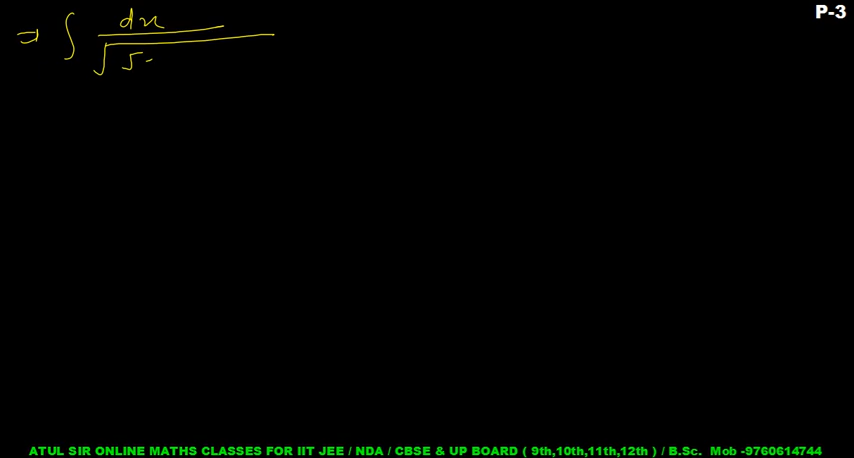 P-3
⇒ ∫ dx / √5-
ATUL SIR ONLINE MATHS CLASSES FOR IIT JEE / NDA / CBSE & UP BOARD ( 9th,10th,11th,12th ) / B.Sc. Mob -9760614744